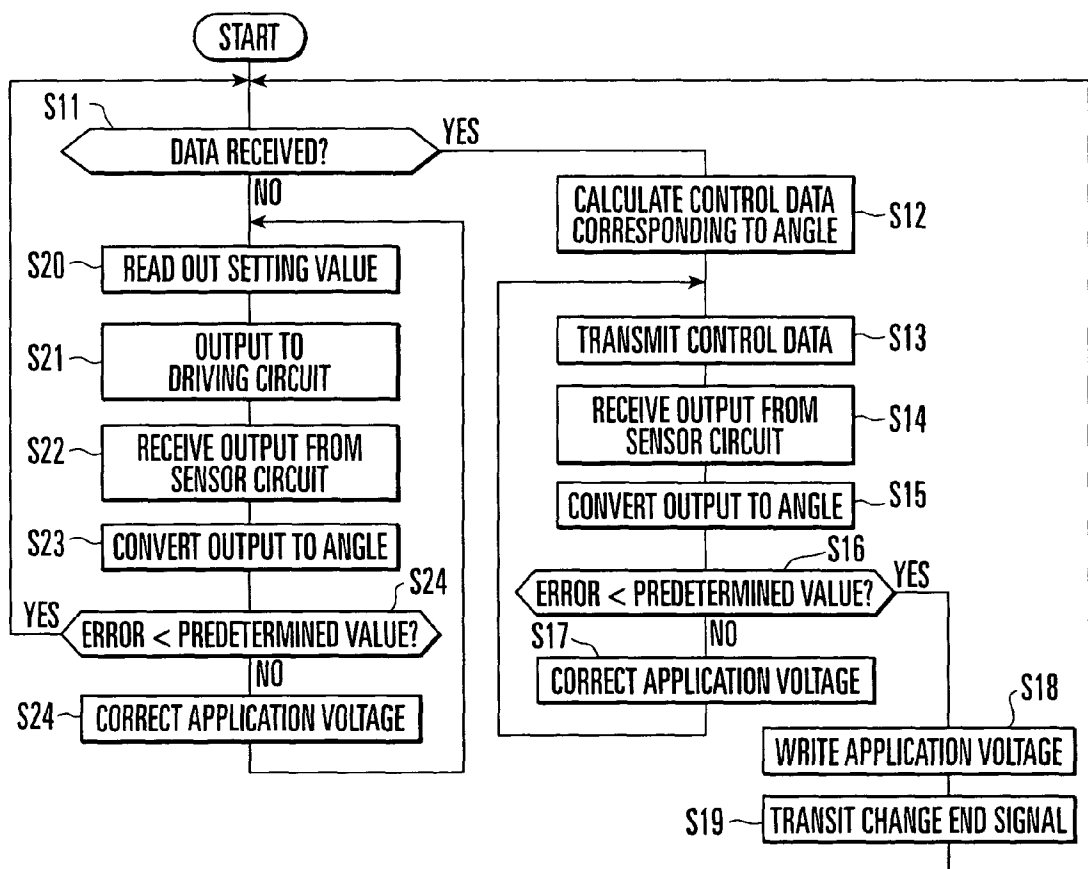 START
S11
DATA RECEIVED?
YES
NO
S20
READ OUT SETTING VALUE
S21
OUTPUT TO
DRIVING CIRCUIT
S22
RECEIVE OUTPUT FROM
SENSOR CIRCUIT
S23
CONVERT OUTPUT TO ANGLE
S24
YES
ERROR < PREDETERMINED VALUE?
NO
S24
CORRECT APPLICATION VOLTAGE
CALCULATE CONTROL DATA
CORRESPONDING TO ANGLE
S12
TRANSMIT CONTROL DATA
S13
RECEIVE OUTPUT FROM
SENSOR CIRCUIT
S14
CONVERT OUTPUT TO ANGLE
S15
S16
ERROR < PREDETERMINED VALUE?
YES
NO
S17
CORRECT APPLICATION VOLTAGE
S18
WRITE APPLICATION VOLTAGE
S19
TRANSIT CHANGE END SIGNAL